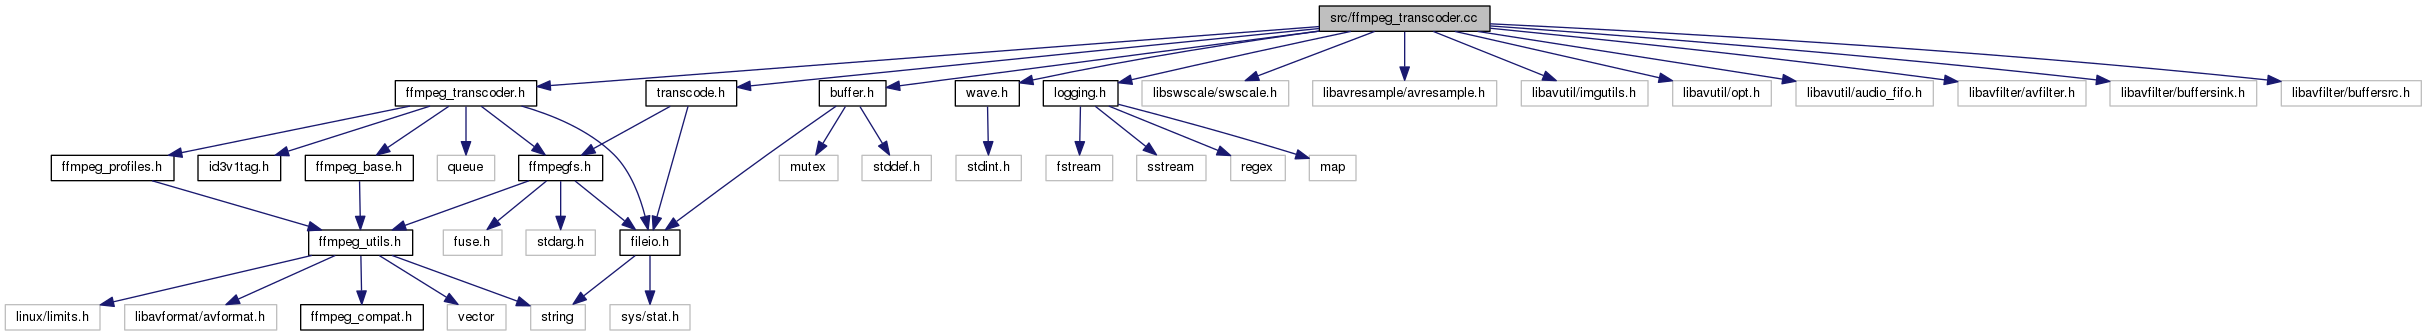 src/ffmpeg_transcoder.cc
ffmpeg_transcoder.h
transcode.h
buffer.h
wave.h
logging.h
libswscale/swscale.h
libavresample/avresample.h
libavutil/imgutils.h
libavutil/opt.h
libavutil/audio_fifo.h
libavfilter/avfilter.h
libavfilter/buffersink.h
libavfilter/buffersrc.h
ffmpeg_profiles.h
id3v1tag.h
ffmpeg_base.h
queue
ffmpegfs.h
mutex
stddef.h
stdint.h
fstream
sstream
regex
map
ffmpeg_utils.h
fuse.h
stdarg.h
fileio.h
linux/limits.h
libavformat/avformat.h
ffmpeg_compat.h
vector
string
sys/stat.h